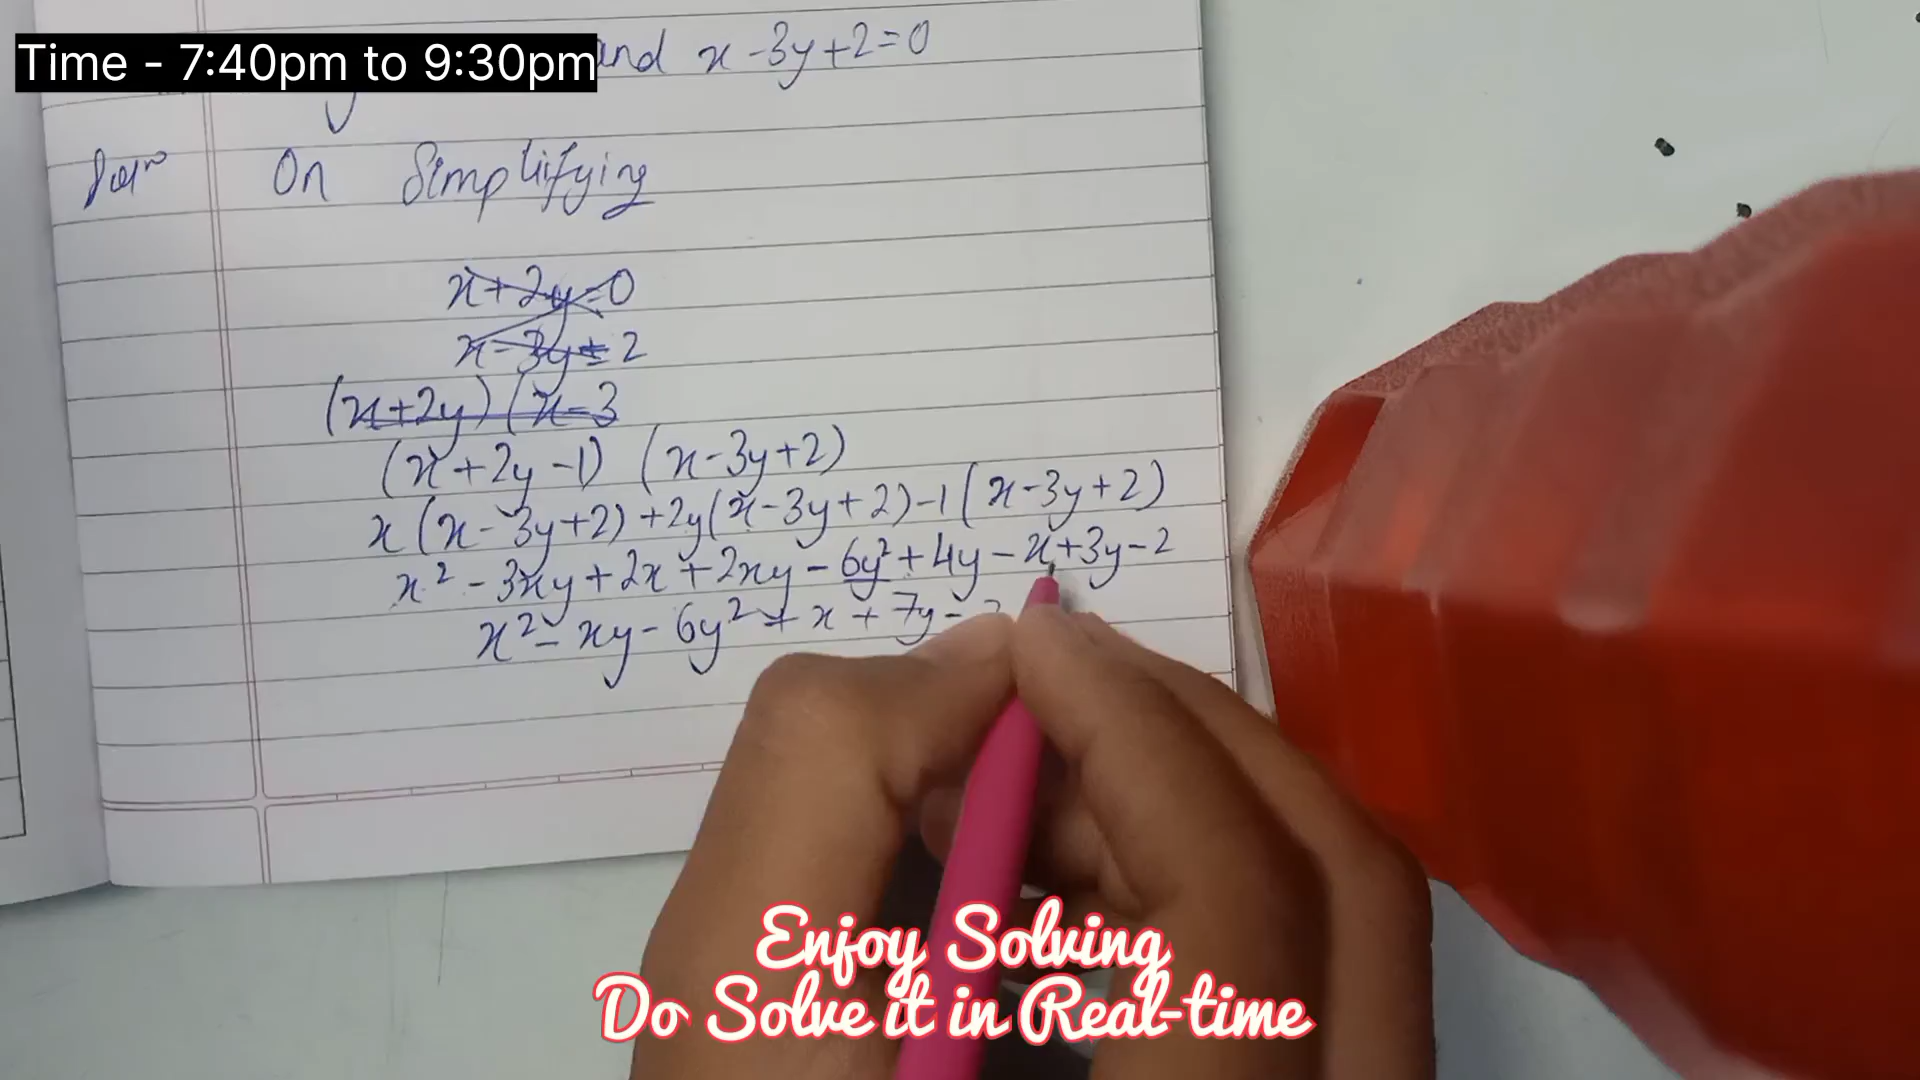 Time - 7:40pm to 9:30pm
and x-3y+2=0
On Simplifying
x+2y=0
x-3y=2
(x+2y)(x-3
(x+2y-1) (x-3y+2)
x(x-3y+2)+2y(x-3y+2)-1(x-3y+2)
x²-3xy+2x+2xy-6y²+4y-x+3y-2
x²-xy-6y²+x+7y-2
Enjoy Solving
Do Solve it in Real-time